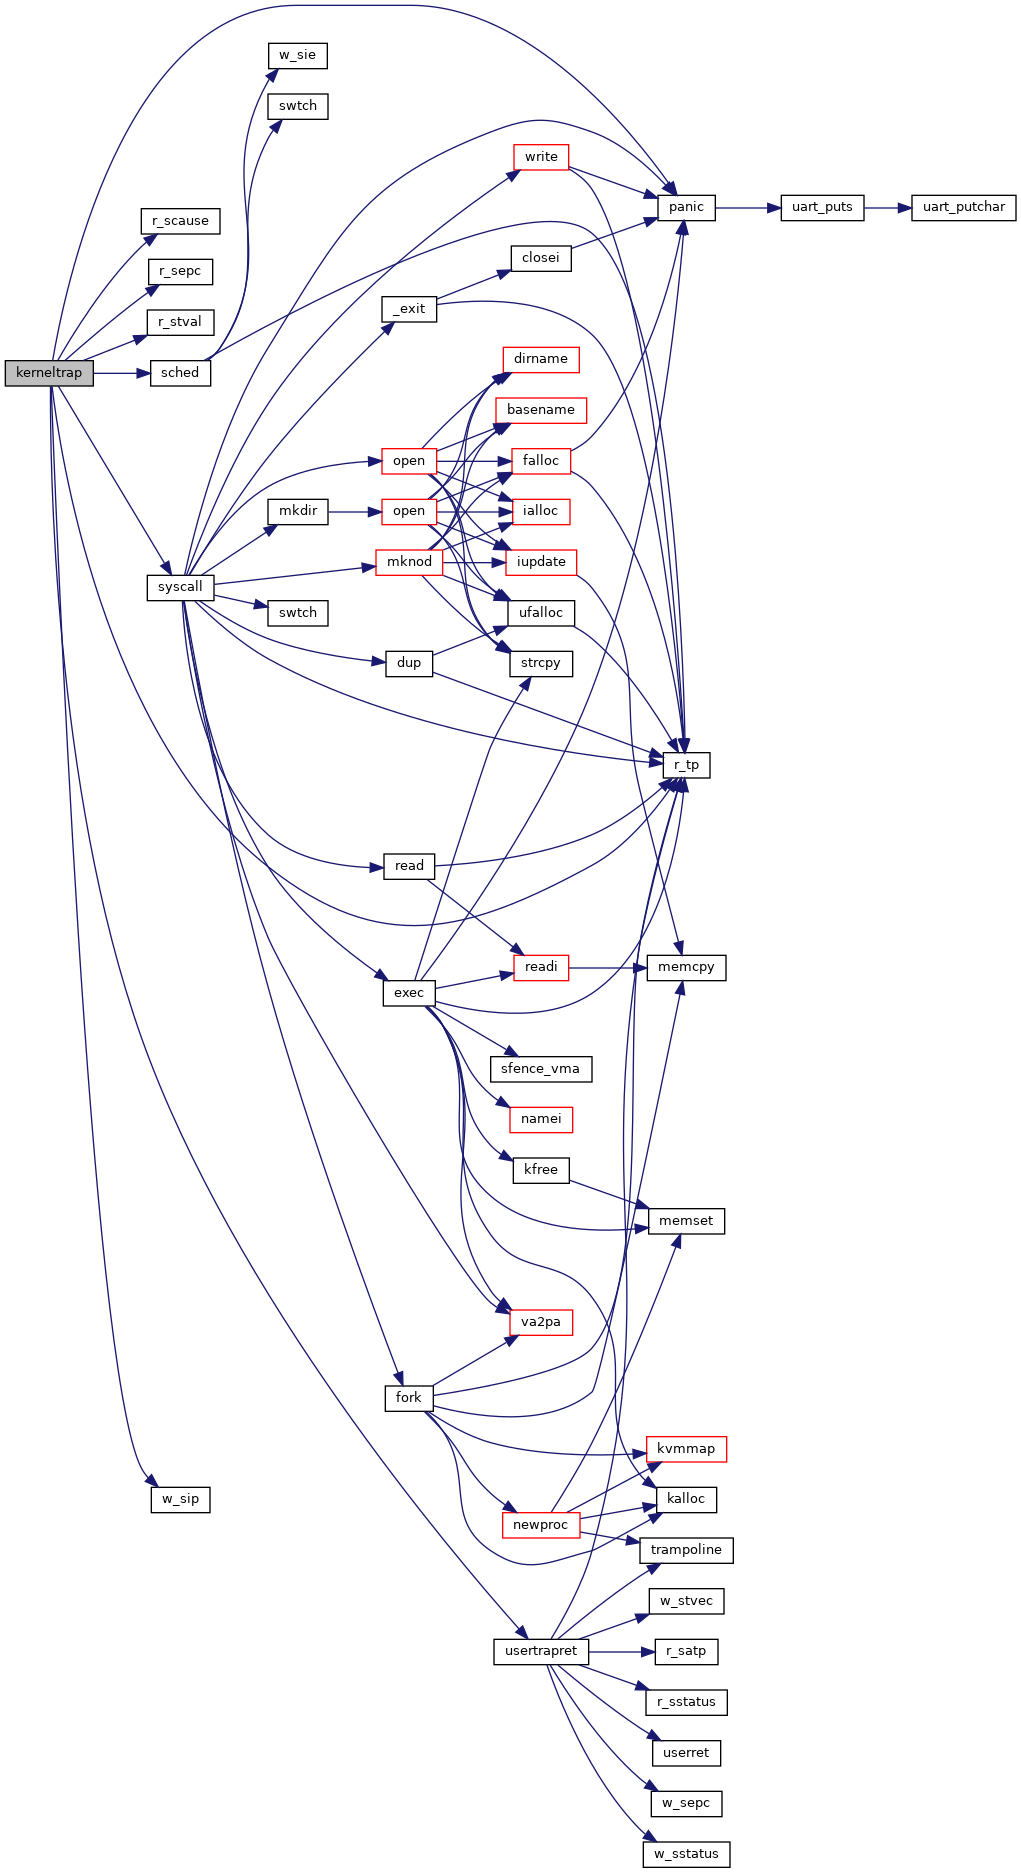 w_sie
swtch
write
panic
uart_puts
uart_putchar
r_scause
closei
r_sepc
_exit
r_stval
dirname
kerneltrap
sched
basename
open
falloc
mkdir
open
ialloc
mknod
iupdate
syscall
swtch
ufalloc
dup
strcpy
r_tp
read
readi
memcpy
exec
sfence_vma
namei
kfree
memset
va2pa
fork
kvmmap
w_sip
kalloc
newproc
trampoline
w_stvec
usertrapret
r_satp
r_sstatus
userret
w_sepc
w_sstatus